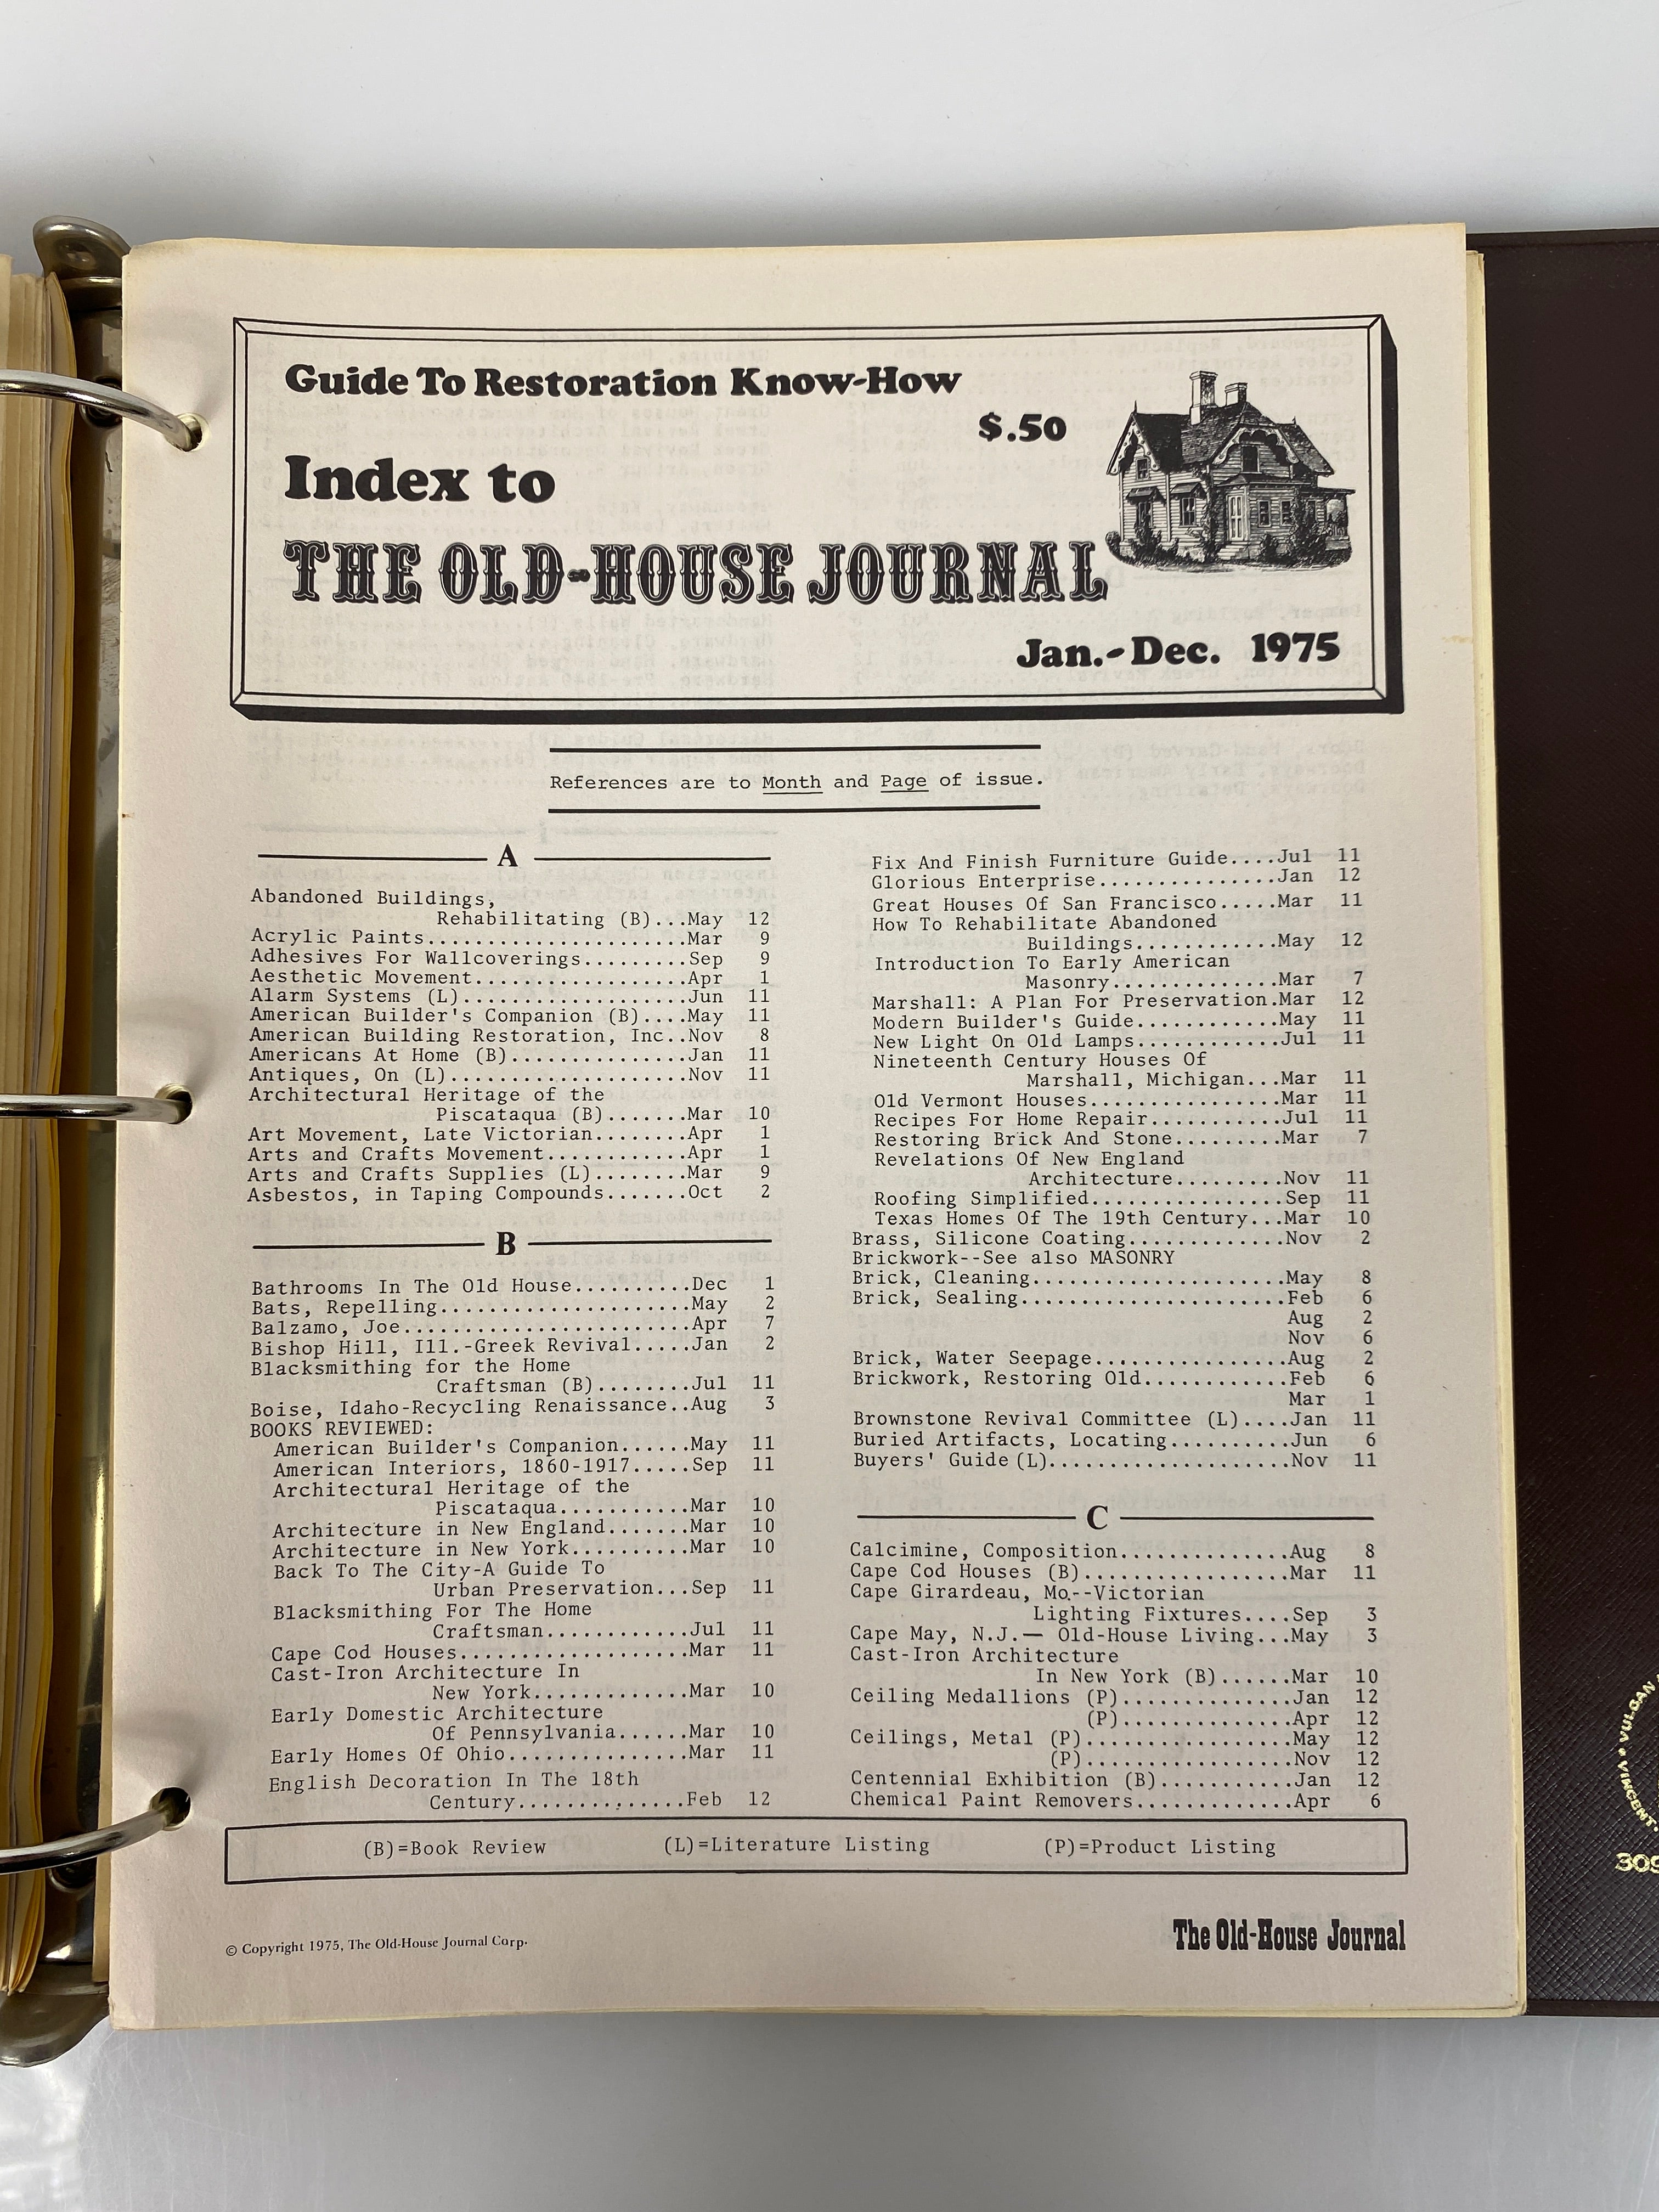 Guide To Restoration Know-How
$.50
Index to
THE OLD-HOUSE JOURNAL
Jan.-Dec. 1975
References are to Month and Page of issue.
A
Abandoned Buildings,
Rehabilitating (B)...May 12
Acrylic Paints......................Mar 9
Adhesives For Wallcoverings.........Sep 9
Aesthetic Movement..................Apr 1
Alarm Systems (L)...................Jun 11
American Builder's Companion (B)....May 11
American Building Restoration, Inc..Nov 8
Americans At Home (B)...............Jan 11
Antiques, On (L)....................Nov 11
Architectural Heritage of the
Piscataqua (B).......Mar 10
Art Movement, Late Victorian........Apr 1
Arts and Crafts Movement............Apr 1
Arts and Crafts Supplies (L)........Mar 9
Asbestos, in Taping Compounds.......Oct 2
B
Bathrooms In The Old House..........Dec 1
Bats, Repelling.....................May 2
Balzamo, Joe........................Apr 7
Bishop Hill, Ill.-Greek Revival.....Jan 2
Blacksmithing for the Home
Craftsman (B)........Jul 11
Boise, Idaho-Recycling Renaissance..Aug 3
BOOKS REVIEWED:
American Builder's Companion......May 11
American Interiors, 1860-1917.....Sep 11
Architectural Heritage of the
Piscataqua...........Mar 10
Architecture in New England.......Mar 10
Architecture in New York..........Mar 10
Back To The City-A Guide To
Urban Preservation...Sep 11
Blacksmithing For The Home
Craftsman............Jul 11
Cape Cod Houses...................Mar 11
Cast-Iron Architecture In
New York.............Mar 10
Early Domestic Architecture
Of Pennsylvania......Mar 10
Early Homes Of Ohio...............Mar 11
English Decoration In The 18th
Century..............Feb 12
Fix And Finish Furniture Guide....Jul 11
Glorious Enterprise...............Jan 12
Great Houses Of San Francisco.....Mar 11
How To Rehabilitate Abandoned
Buildings............May 12
Introduction To Early American
Masonry..............Mar 7
Marshall: A Plan For Preservation.Mar 12
Modern Builder's Guide............May 11
New Light On Old Lamps............Jul 11
Nineteenth Century Houses Of
Marshall, Michigan...Mar 11
Old Vermont Houses................Mar 11
Recipes For Home Repair...........Jul 11
Restoring Brick And Stone.........Mar 7
Revelations Of New England
Architecture.........Nov 11
Roofing Simplified................Sep 11
Texas Homes Of The 19th Century...Mar 10
Brass, Silicone Coating.............Nov 2
Brickwork--See also MASONRY
Brick, Cleaning.....................May 8
Brick, Sealing......................Feb 6
Aug 2
Nov 6
Brick, Water Seepage................Aug 2
Brickwork, Restoring Old............Feb 6
Mar 1
Brownstone Revival Committee (L)....Jan 11
Buried Artifacts, Locating..........Jun 6
Buyers' Guide (L)....................Nov 11
C
Calcimine, Composition..............Aug 8
Cape Cod Houses (B).................Mar 11
Cape Girardeau, Mo.--Victorian
Lighting Fixtures....Sep 3
Cape May, N.J.— Old-House Living...May 3
Cast-Iron Architecture
In New York (B)......Mar 10
Ceiling Medallions (P)..............Jan 12
(P)..............Apr 12
Ceilings, Metal (P).................May 12
(P).................Nov 12
Centennial Exhibition (B)...........Jan 12
Chemical Paint Removers.............Apr 6
(B)=Book Review (L)=Literature Listing (P)=Product Listing
© Copyright 1975, The Old-House Journal Corp.
The Old-House Journal
VINCENT
VULCAN
309